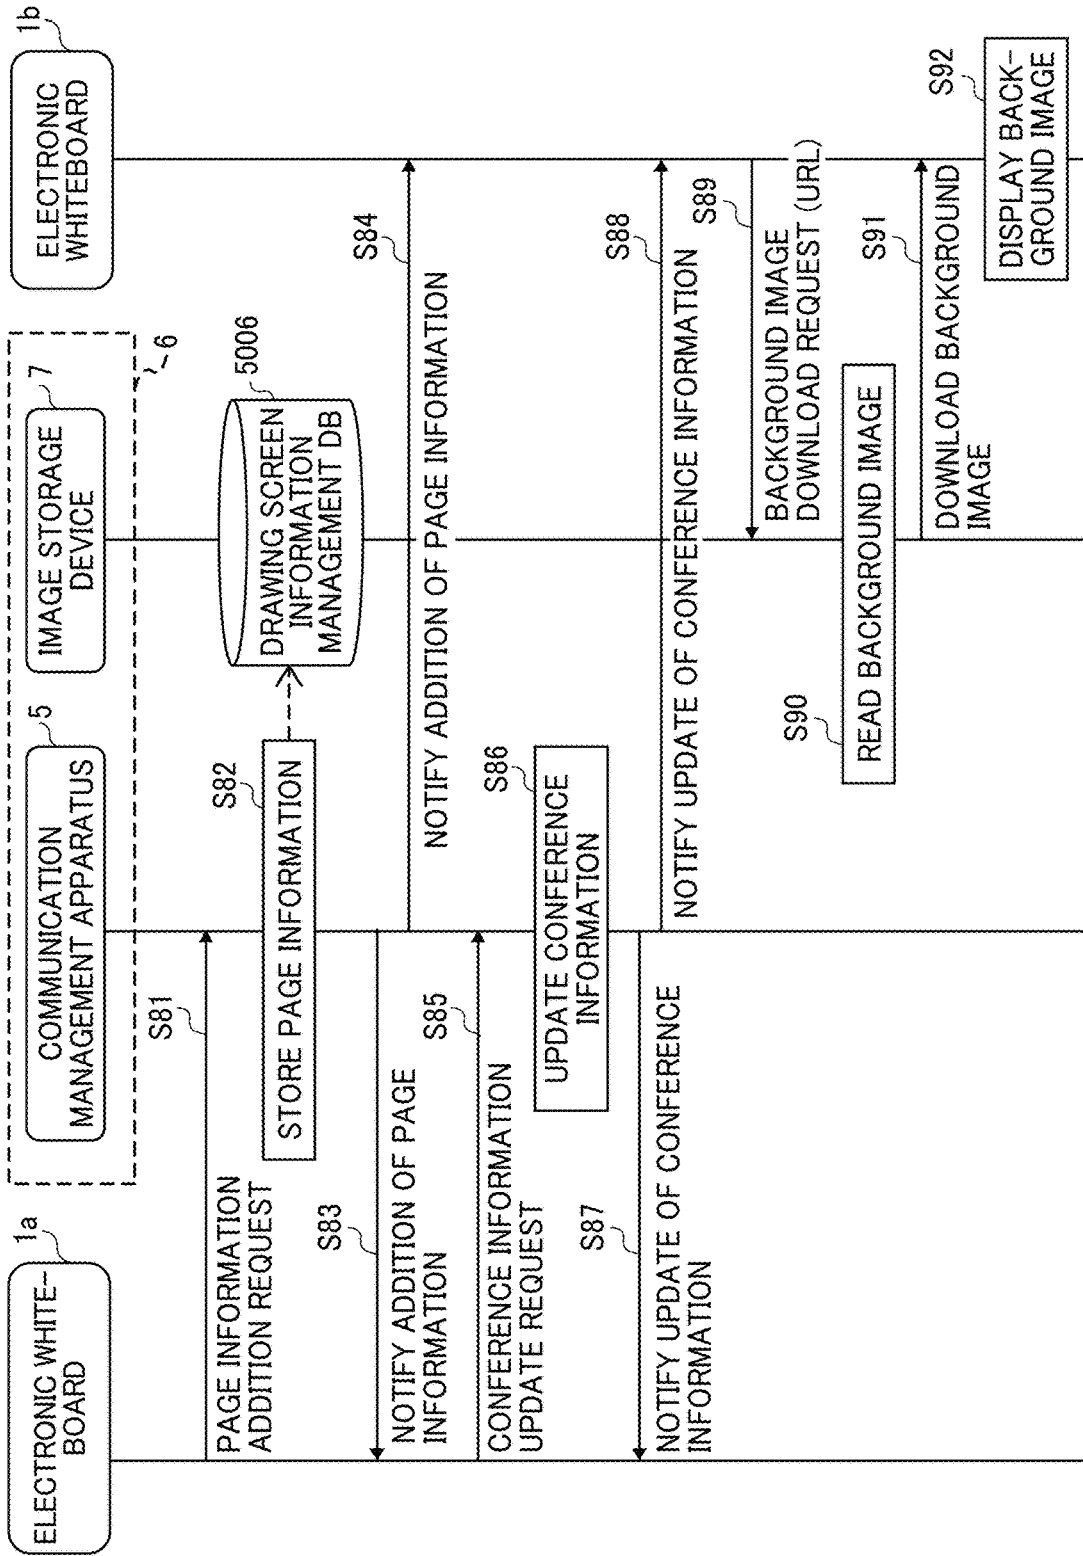 ELECTRONIC WHITE-
BOARD
1a
COMMUNICATION
MANAGEMENT APPARATUS
5
IMAGE STORAGE
DEVICE
7
6
ELECTRONIC
WHITEBOARD
1b
S81
PAGE INFORMATION
ADDITION REQUEST
S82
STORE PAGE INFORMATION
5006
DRAWING SCREEN
INFORMATION
MANAGEMENT DB
S83
NOTIFY ADDITION OF PAGE
INFORMATION
S84
NOTIFY ADDITION OF PAGE INFORMATION
S85
CONFERENCE INFORMATION
UPDATE REQUEST
S86
UPDATE CONFERENCE
INFORMATION
S87
NOTIFY UPDATE OF CONFERENCE
INFORMATION
S88
NOTIFY UPDATE OF CONFERENCE INFORMATION
S89
BACKGROUND IMAGE
DOWNLOAD REQUEST (URL)
S90
READ BACKGROUND IMAGE
S91
DOWNLOAD BACKGROUND
IMAGE
S92
DISPLAY BACK-
GROUND IMAGE